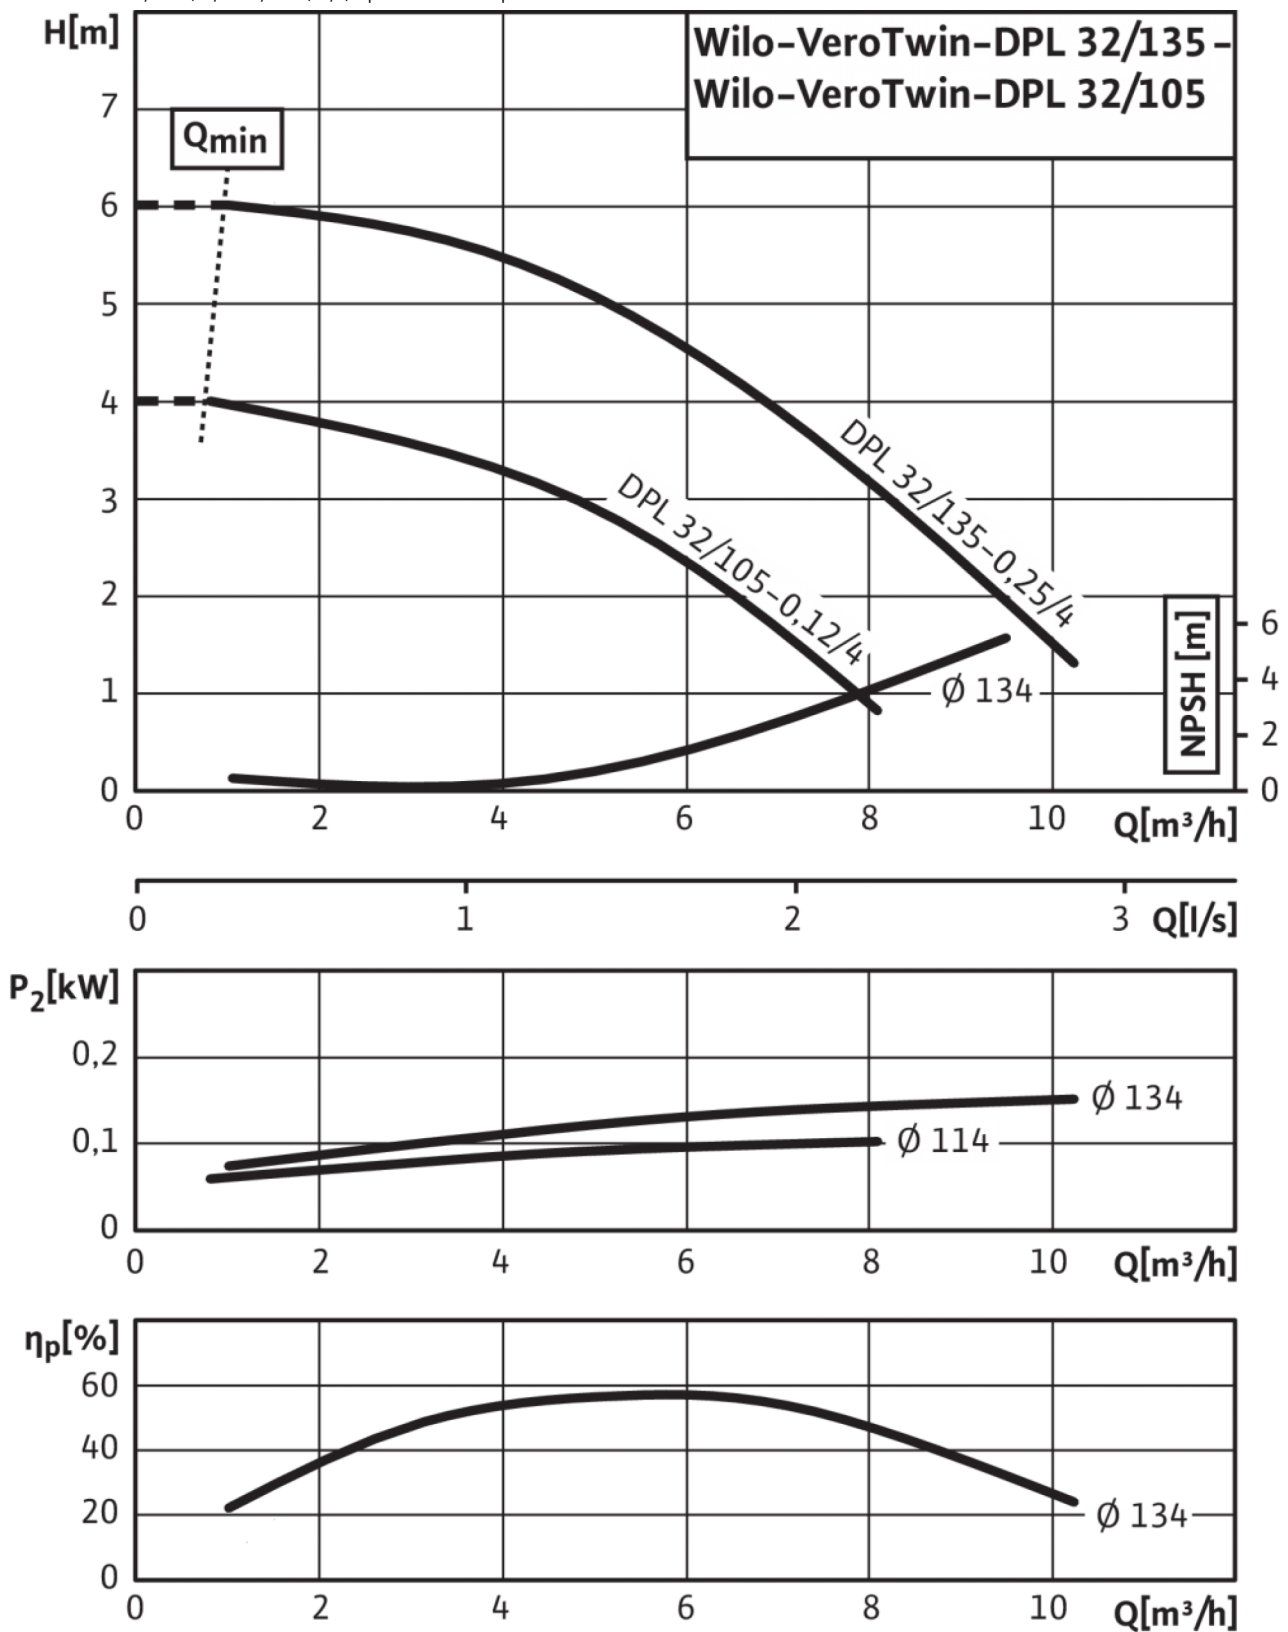 H[m]
Wilo-VeroTwin-DPL 32/135 -
Wilo-VeroTwin-DPL 32/105
7
Qmin
6
5
4
3
2
1
0
DPL 32/135-0,25/4
DPL 32/105-0,12/4
Ø 134
NPSH [m]
6
4
2
0
0 2 4 6 8 10 Q[m³/h]
0 1 2 3 Q[l/s]
P2[kW]
0,2
0,1
0
Ø 134
Ø 114
0 2 4 6 8 10 Q[m³/h]
ηp[%]
60
40
20
0
Ø 134
0 2 4 6 8 10 Q[m³/h]